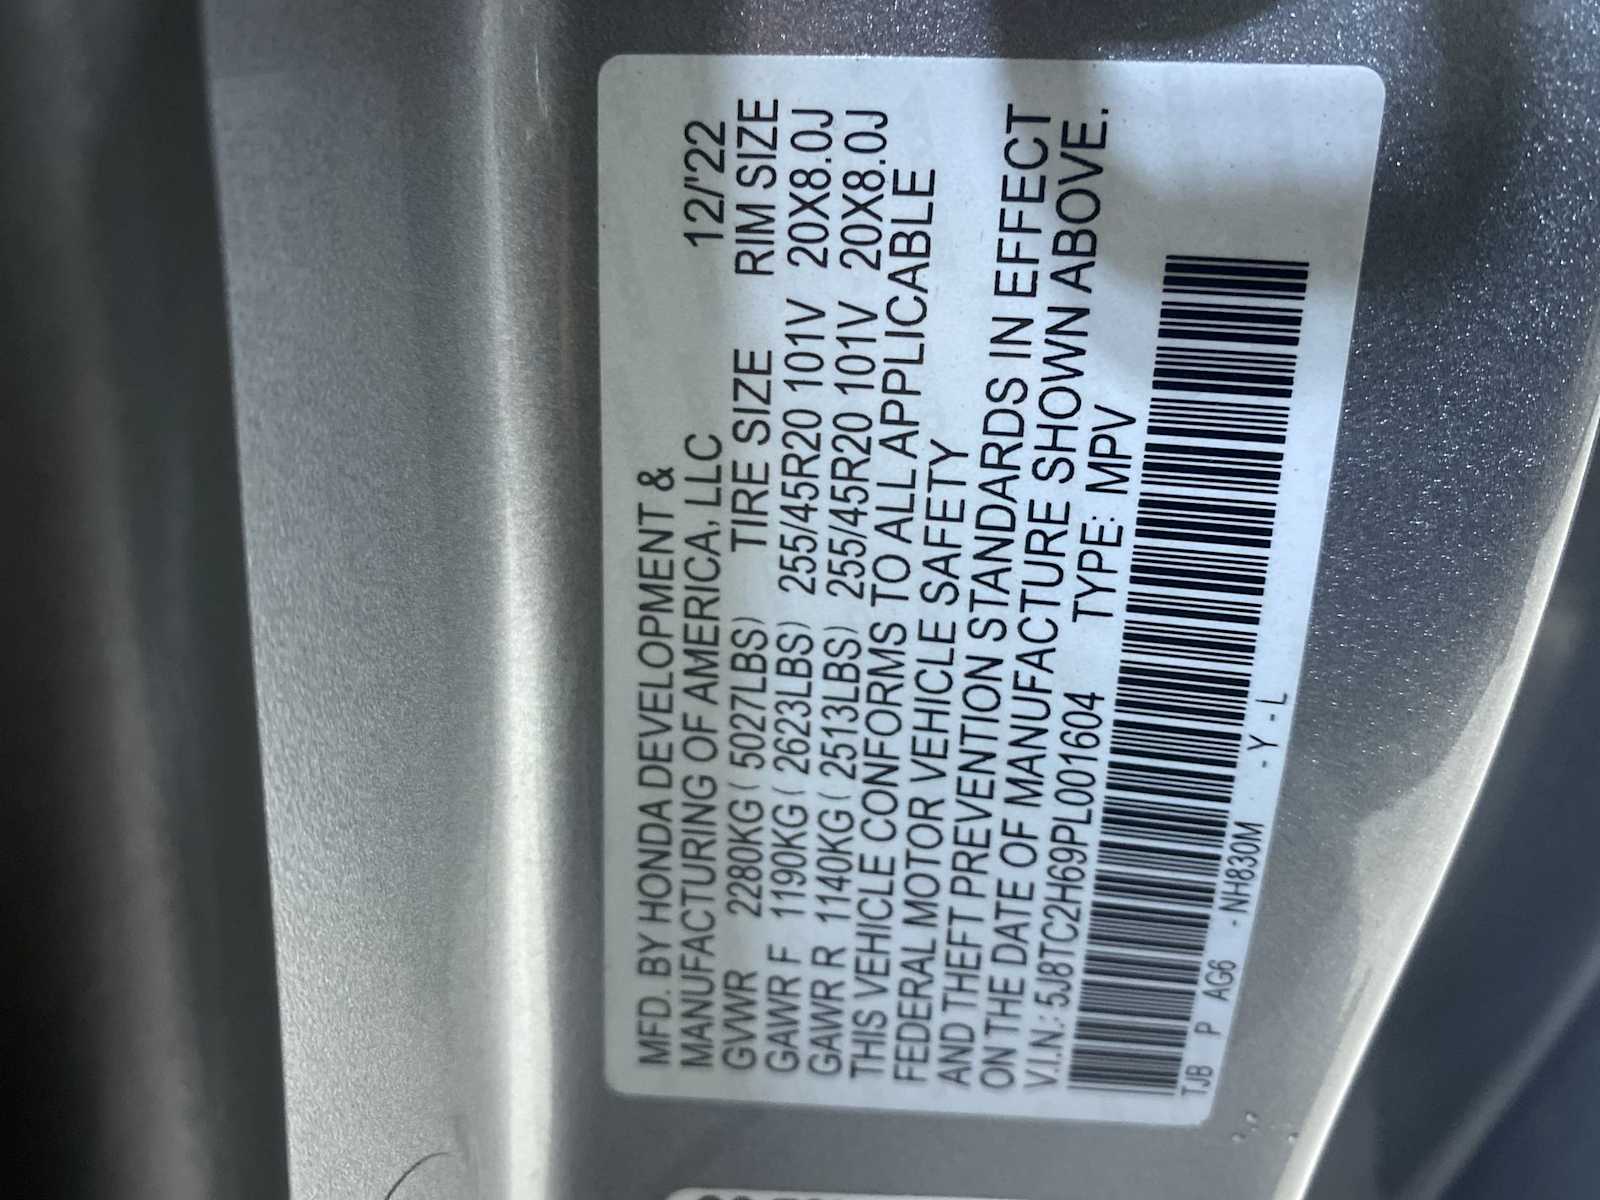 MFD. BY HONDA DEVELOPMENT &
MANUFACTURING OF AMERICA, LLC 12/'22
GVWR 2280KG ( 5027LBS) TIRE SIZE RIM SIZE
GAWR F 1190KG ( 2623LBS) 255/45R20 101V 20X8.0J
GAWR R 1140KG ( 2513LBS) 255/45R20 101V 20X8.0J
THIS VEHICLE CONFORMS TO ALL APPLICABLE
FEDERAL MOTOR VEHICLE SAFETY
AND THEFT PREVENTION STANDARDS IN EFFECT
ON THE DATE OF MANUFACTURE SHOWN ABOVE.
V.I.N.: 5J8TC2H69PL001604 TYPE: MPV
TJB P AG6 - NH830M - Y - L